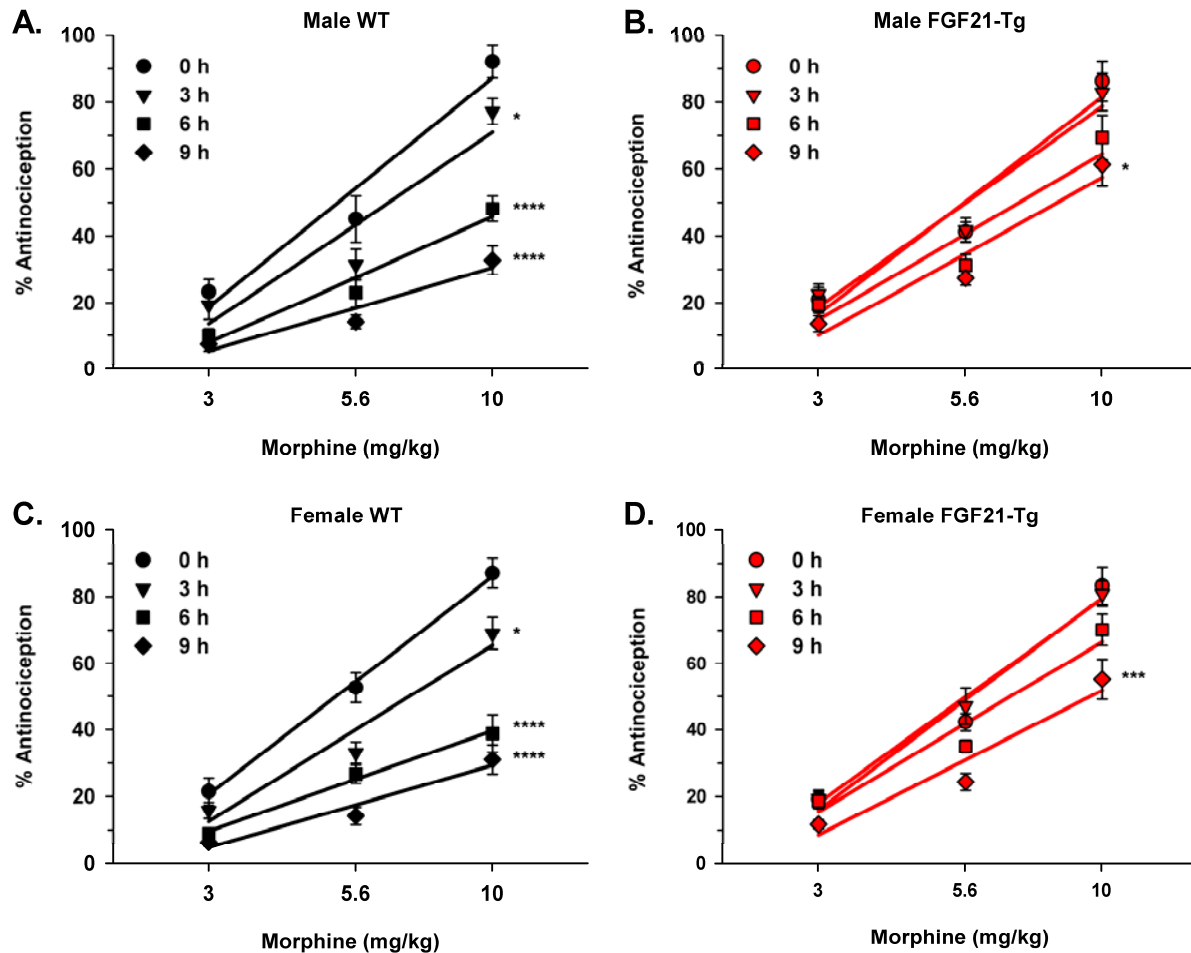 A. Male WT
100
80
60
40
20
0
% Antinociception
0 h
3 h
6 h
9 h
*
****
****
3 5.6 10
Morphine (mg/kg)
B. Male FGF21-Tg
100
80
60
40
20
0
% Antinociception
0 h
3 h
6 h
9 h
*
3 5.6 10
Morphine (mg/kg)
C. Female WT
100
80
60
40
20
0
% Antinociception
0 h
3 h
6 h
9 h
*
****
****
3 5.6 10
Morphine (mg/kg)
D. Female FGF21-Tg
100
80
60
40
20
0
% Antinociception
0 h
3 h
6 h
9 h
***
3 5.6 10
Morphine (mg/kg)